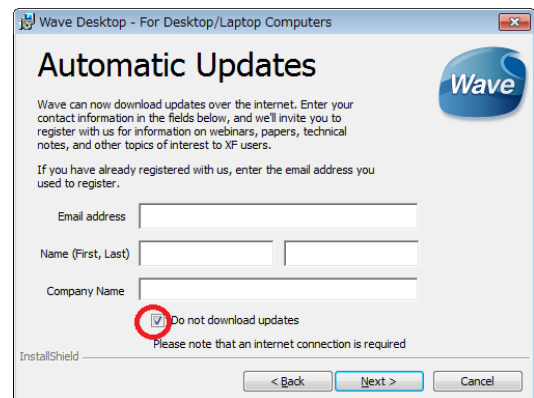 Wave Desktop - For Desktop/Laptop Computers
Automatic Updates
Wave
Wave can now download updates over the internet. Enter your
contact information in the fields below, and we'll invite you to
register with us for information on webinars, papers, technical
notes, and other topics of interest to XF users.
If you have already registered with us, enter the email address you
used to register.
Email address
Name (First, Last)
Company Name
Do not download updates
Please note that an internet connection is required
InstallShield
< Back Next > Cancel